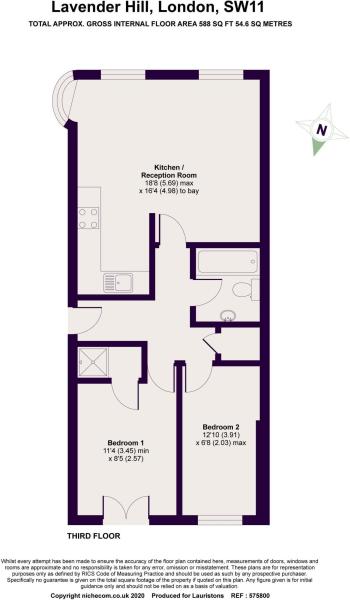 Lavender Hill, London, SW11
TOTAL APPROX. GROSS INTERNAL FLOOR AREA 588 SQ FT 54.6 SQ METRES
N
Kitchen /
Reception Room
18'8 (5.69) max
x 16'4 (4.98) to bay
Bedroom 2
12'10 (3.91)
x 6'8 (2.03) max
Bedroom 1
11'4 (3.45) min
x 8'5 (2.57)
THIRD FLOOR
Whilst every attempt has been made to ensure the accuracy of the floor plan contained here, measurements of doors, windows and
rooms are approximate and no responsibility is taken for any error, omission or misstatement. These plans are for representation
purposes only as defined by RICS Code of Measuring Practice and should be used as such by any prospective purchaser.
Specifically no guarantee is given on the total square footage of the property if quoted on this plan. Any figure given is for initial
guidance only and should not be relied on as a basis of valuation.
Copyright nichecom.co.uk 2020 Produced for Lauristons REF : 575800